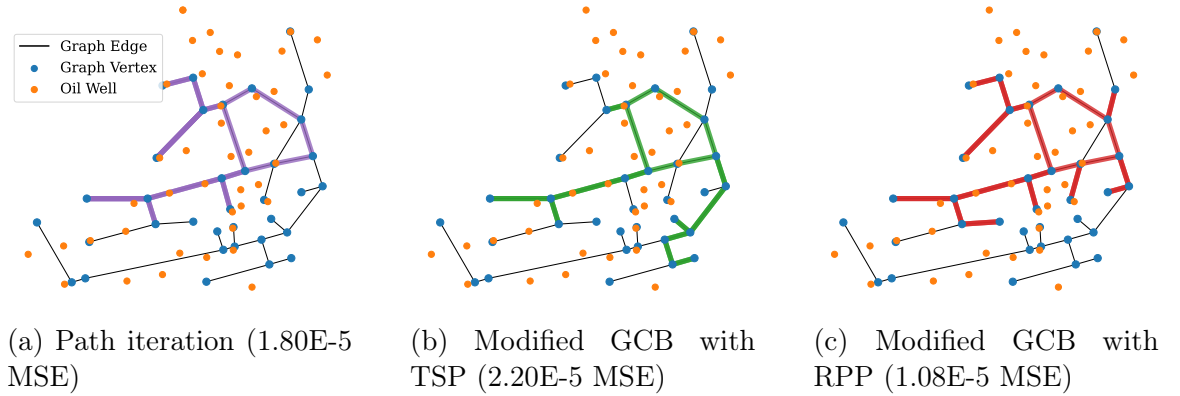 Graph Edge
Graph Vertex
Oil Well
(a) Path iteration (1.80E-5
MSE)
(b) Modified GCB with
TSP (2.20E-5 MSE)
(c) Modified GCB with
RPP (1.08E-5 MSE)